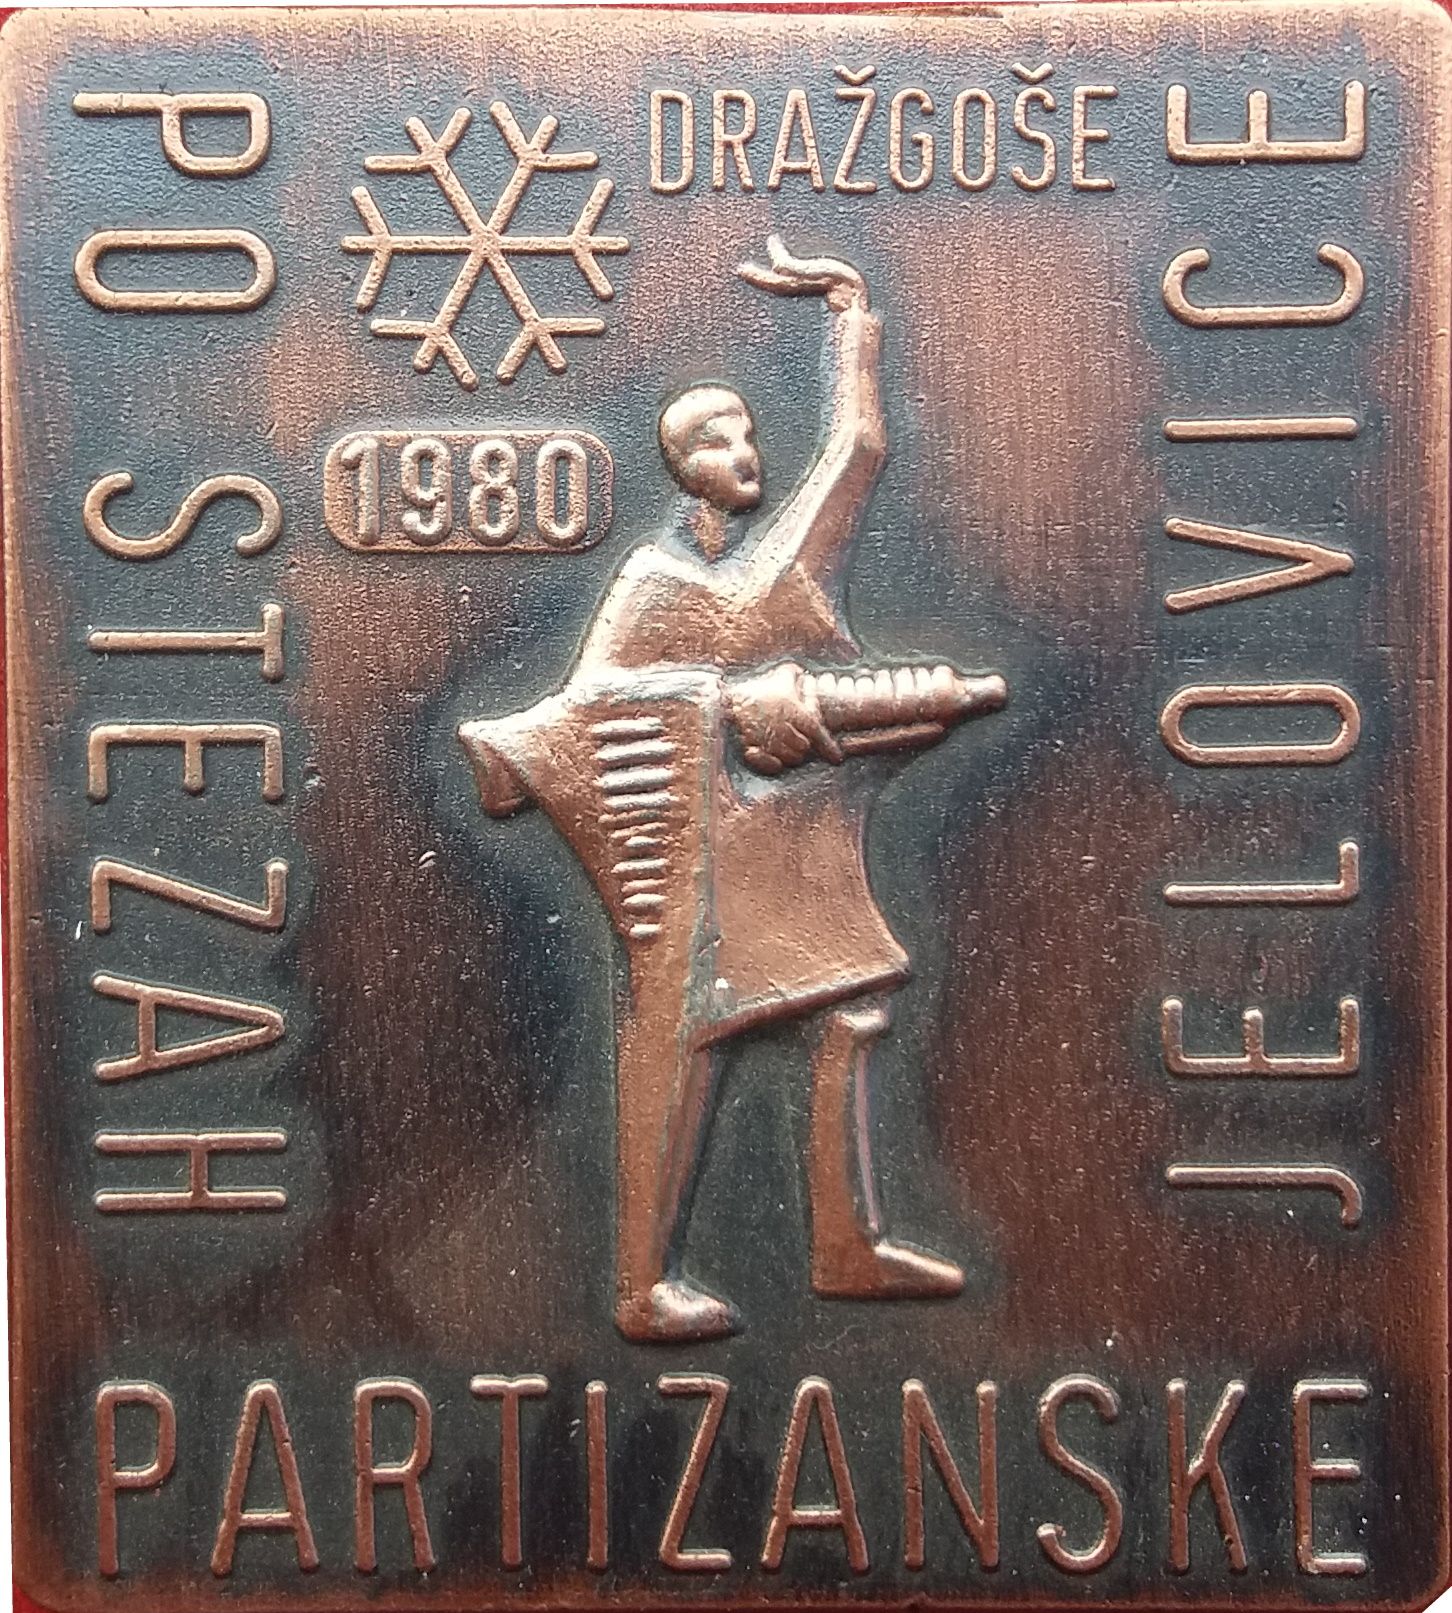 DRAŽGOŠE
1980
PO STEZAH
PARTIZANSKE
JELOVICE